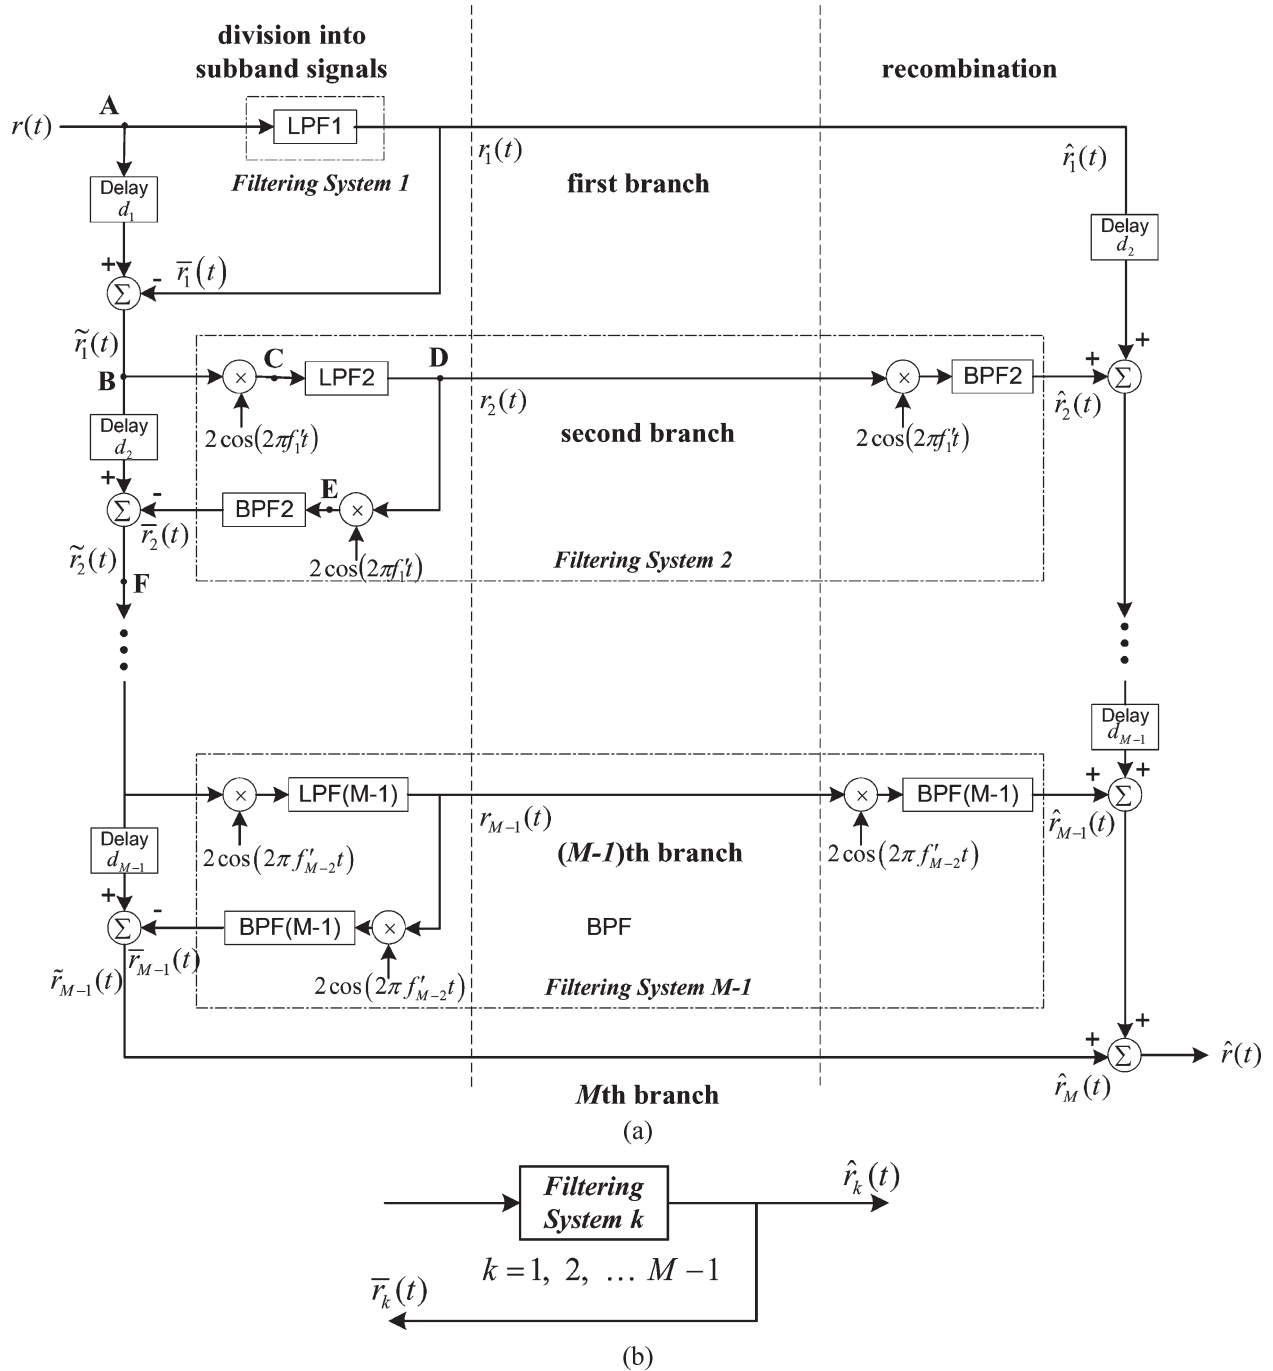 division into
subband signals
recombination
A
r(t)
LPF1
r₁(t)
r̂₁(t)
Filtering System 1
first branch
Delay
d₁
Delay
d₂
+
-
r̄₁(t)
Σ
r̃₁(t)
B
×
C
LPF2
D
r₂(t)
×
BPF2
+
+
Σ
r̂₂(t)
2cos(2πf₁′t)
2cos(2πf₁′t)
second branch
Delay
d₂
+
-
Σ
r̄₂(t)
BPF2
E
×
2cos(2πf₁′t)
Filtering System 2
r̃₂(t)
F
Delay
d_{M−1}
×
LPF(M-1)
r_{M−1}(t)
×
BPF(M-1)
+
+
Σ
r̂_{M−1}(t)
2cos(2πf′_{M−2}t)
2cos(2πf′_{M−2}t)
(M-1)th branch
Delay
d_{M−1}
+
-
Σ
r̄_{M−1}(t)
BPF(M-1)
×
BPF
r̃_{M−1}(t)
2cos(2πf′_{M−2}t)
Filtering System M-1
+
+
Σ
r̂(t)
r̂_M(t)
Mth branch
(a)
Filtering
System k
r̂ₖ(t)
k = 1, 2, … M −1
r̄ₖ(t)
(b)